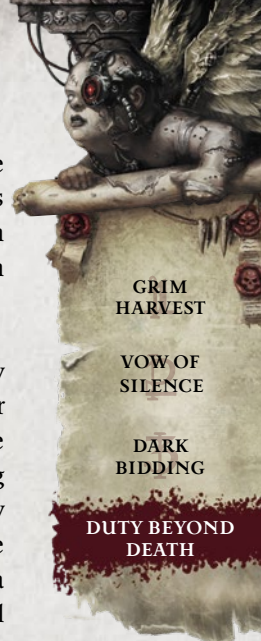 GRIM
HARVEST
VOW OF
SILENCE
DARK
BIDDING
DUTY BEYOND
DEATH